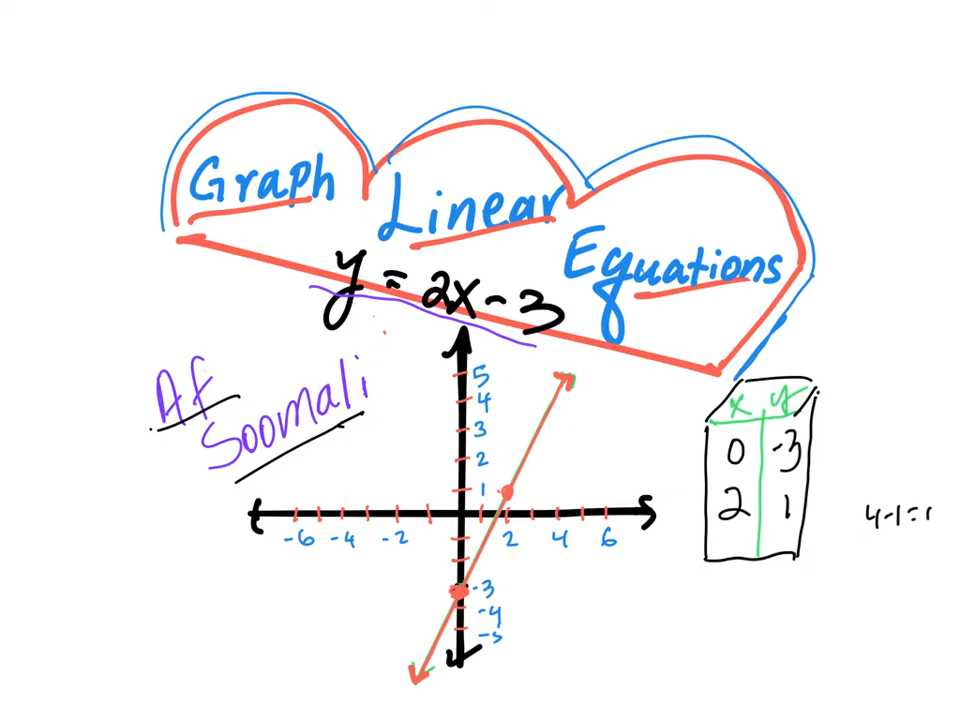 Graph
Linear
Equations
y = 2x - 3
Af
Soomali
5
4
3
2
1
-6 -4 -2 2 4 6
-3
-4
-5
x y
0 -3
2 1
4-1=1